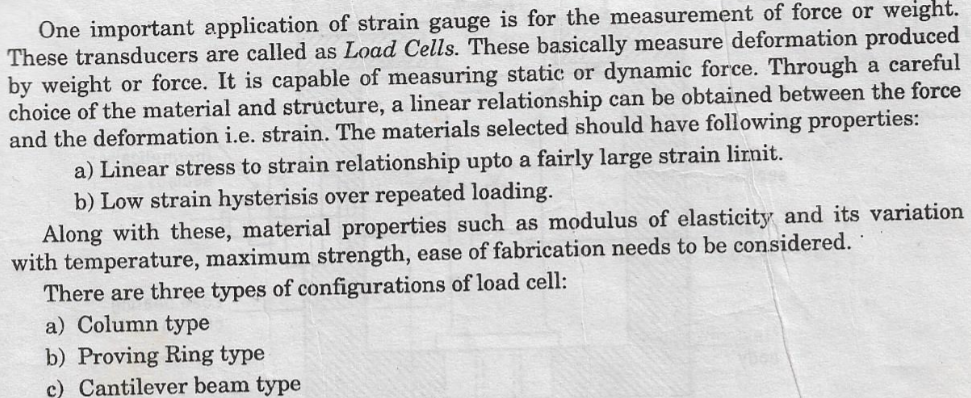 One important application of strain gauge is for the measurement of force or weight.
These transducers are called as Load Cells. These basically measure deformation produced
by weight or force. It is capable of measuring static or dynamic force. Through a careful
choice of the material and structure, a linear relationship can be obtained between the force
and the deformation i.e. strain. The materials selected should have following properties:
a) Linear stress to strain relationship upto a fairly large strain limit.
b) Low strain hysterisis over repeated loading.
Along with these, material properties such as modulus of elasticity and its variation
with temperature, maximum strength, ease of fabrication needs to be considered.
There are three types of configurations of load cell:
a) Column type
b) Proving Ring type
c) Cantilever beam type